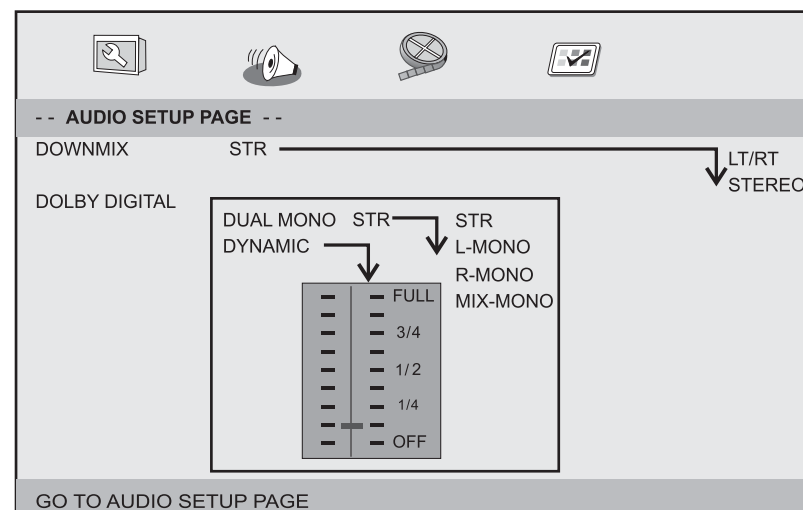 - - AUDIO SETUP PAGE - -
DOWNMIX STR LT/RT
STEREO
DOLBY DIGITAL
DUAL MONO STR STR
DYNAMIC L-MONO
R-MONO
FULL MIX-MONO
3/4
1/2
1/4
OFF
GO TO AUDIO SETUP PAGE